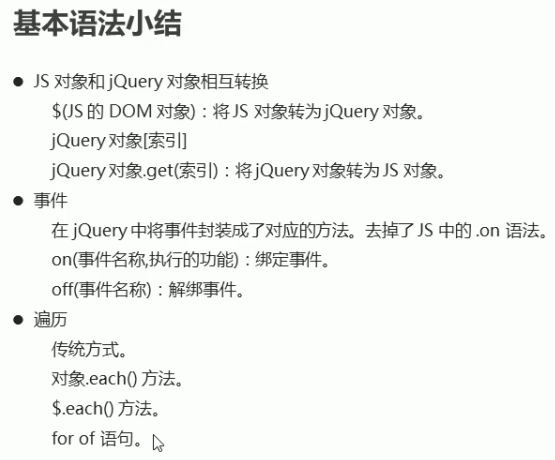 基本语法小结
● JS 对象和 jQuery 对象相互转换
$(JS 的 DOM 对象)：将 JS 对象转为 jQuery 对象。
jQuery 对象[索引]
jQuery 对象.get(索引)：将 jQuery 对象转为 JS 对象。
● 事件
在 jQuery 中将事件封装成了对应的方法。去掉了 JS 中的 .on 语法。
on(事件名称,执行的功能)：绑定事件。
off(事件名称)：解绑事件。
● 遍历
传统方式。
对象.each() 方法。
$.each() 方法。
for of 语句。